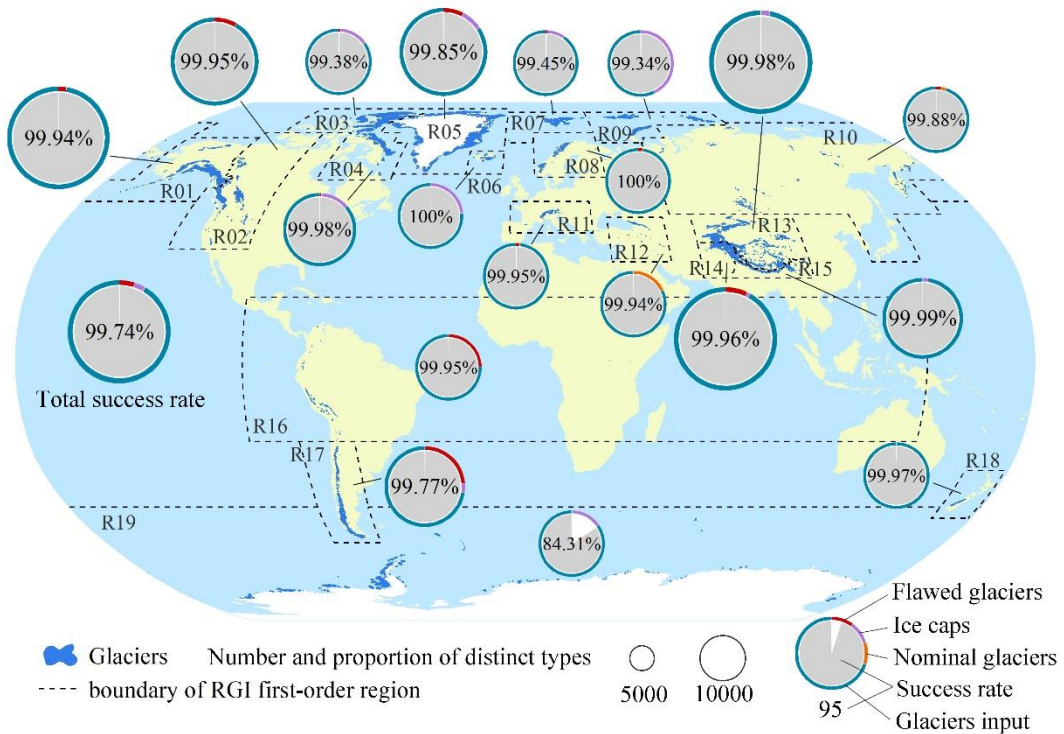 99.95%
99.38%
99.85%
99.45%
99.34%
99.98%
99.94%
99.88%
R03
R05
R07
R09
R10
R04
R08
R01
R06
100%
R02
99.98%
100%
R11
R13
R12
R14
R15
99.95%
99.94%
99.96%
99.99%
99.74%
Total success rate
99.95%
R16
R17
99.77%
99.97%
R18
R19
84.31%
Flawed glaciers
Ice caps
Nominal glaciers
Success rate
Glaciers input
95
Glaciers
Number and proportion of distinct types
boundary of RGI first-order region
5000
10000